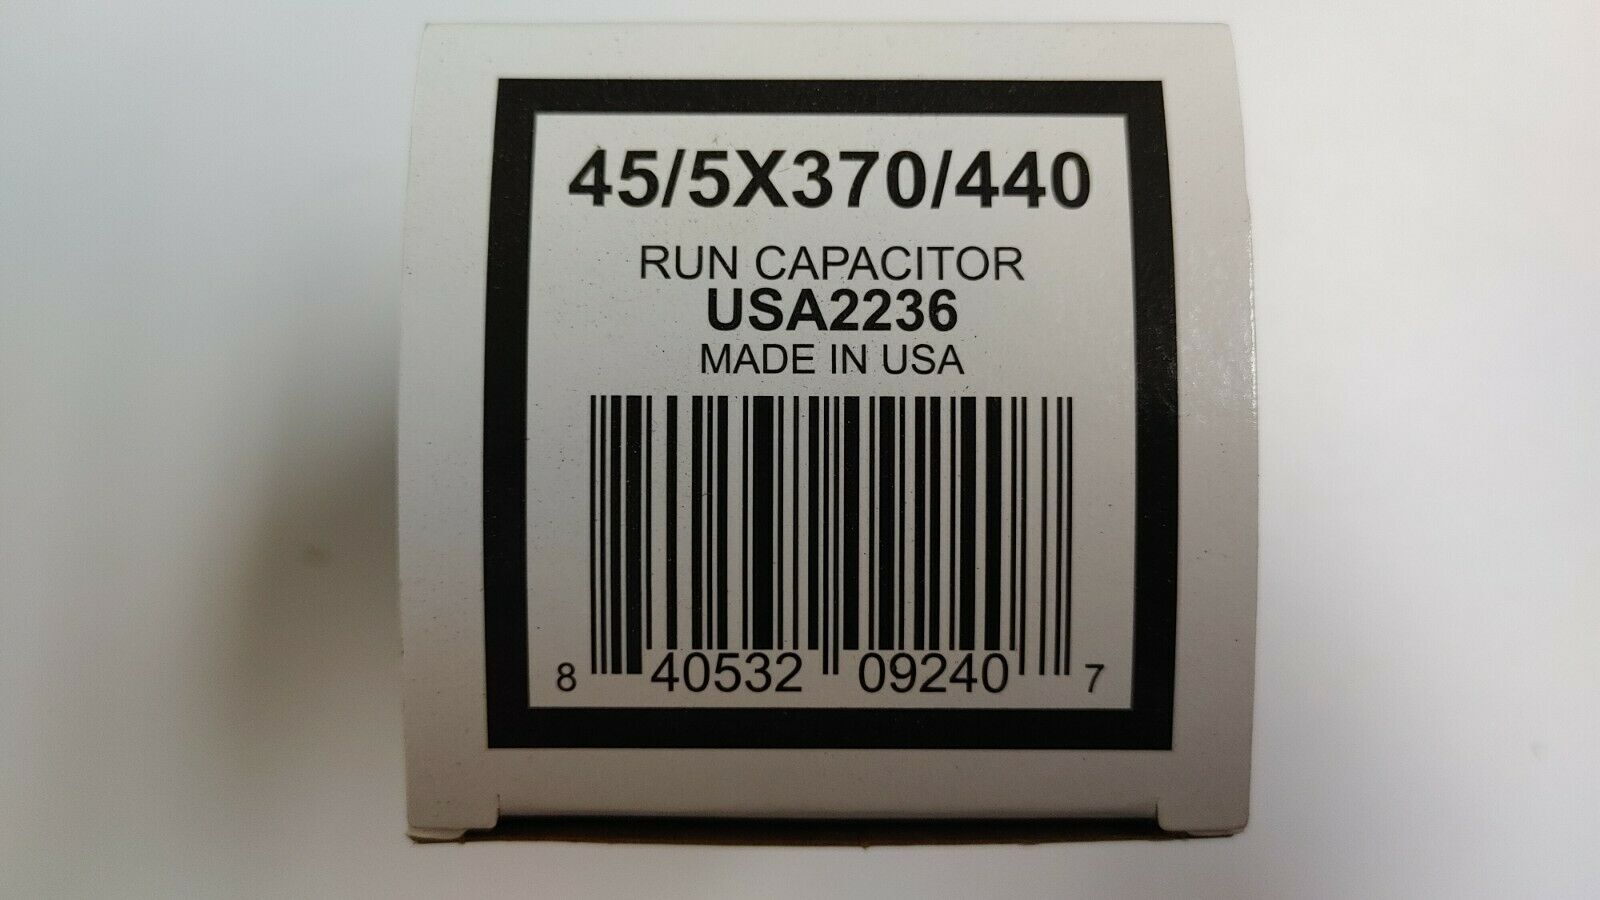 45/5X370/440
RUN CAPACITOR
USA2236
MADE IN USA
8 40532 09240 7